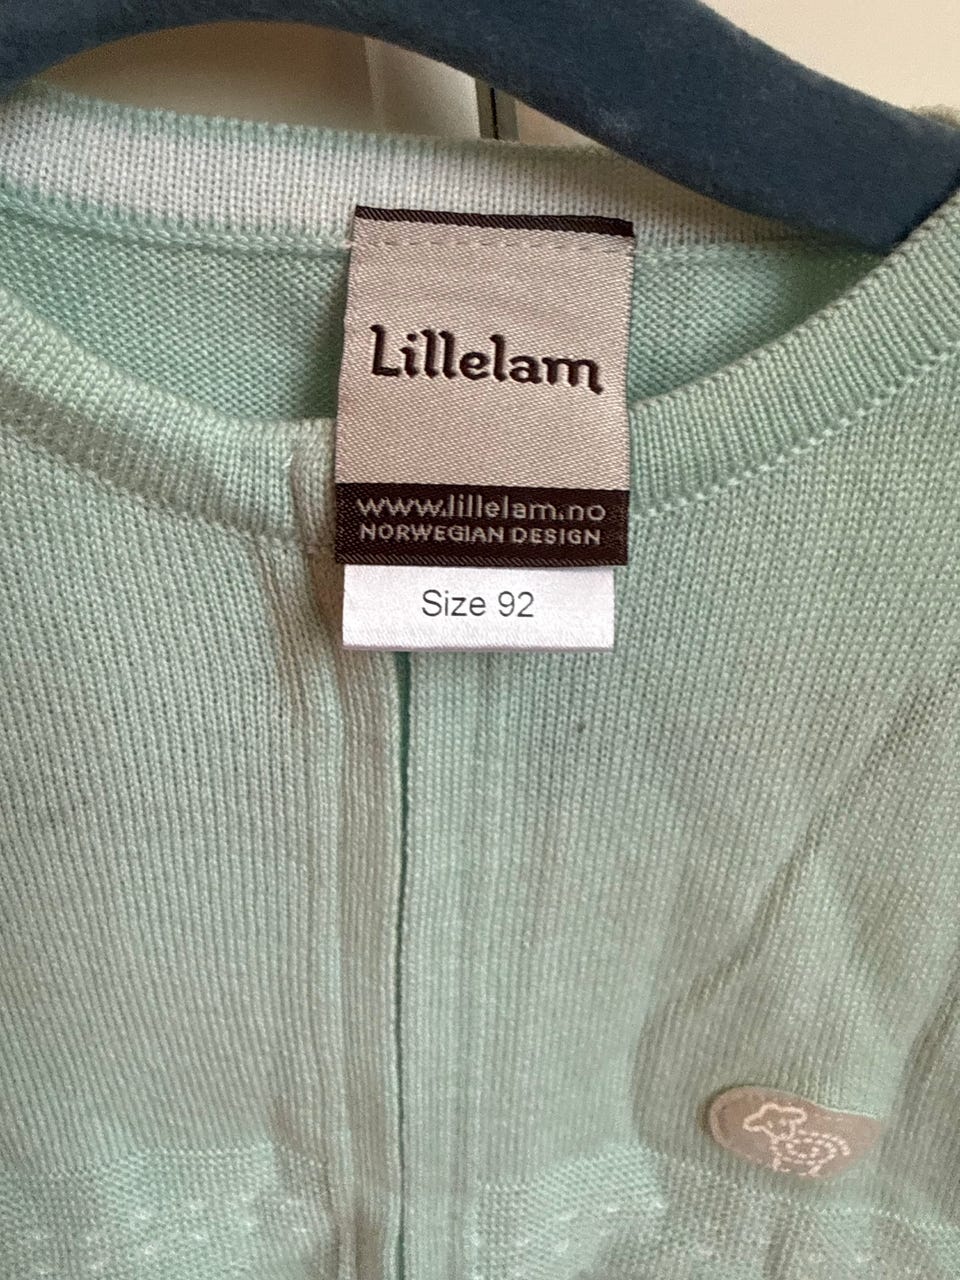 Lillelam
www.lillelam.no
NORWEGIAN DESIGN
Size 92